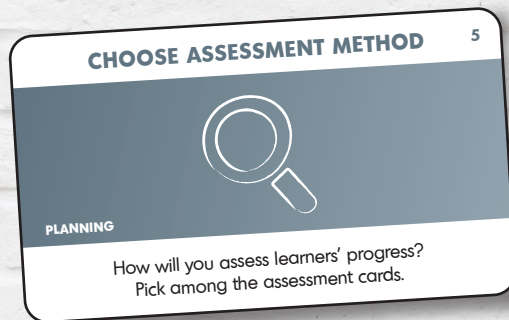 CHOOSE ASSESSMENT METHOD 5
PLANNING
How will you assess learners' progress?
Pick among the assessment cards.